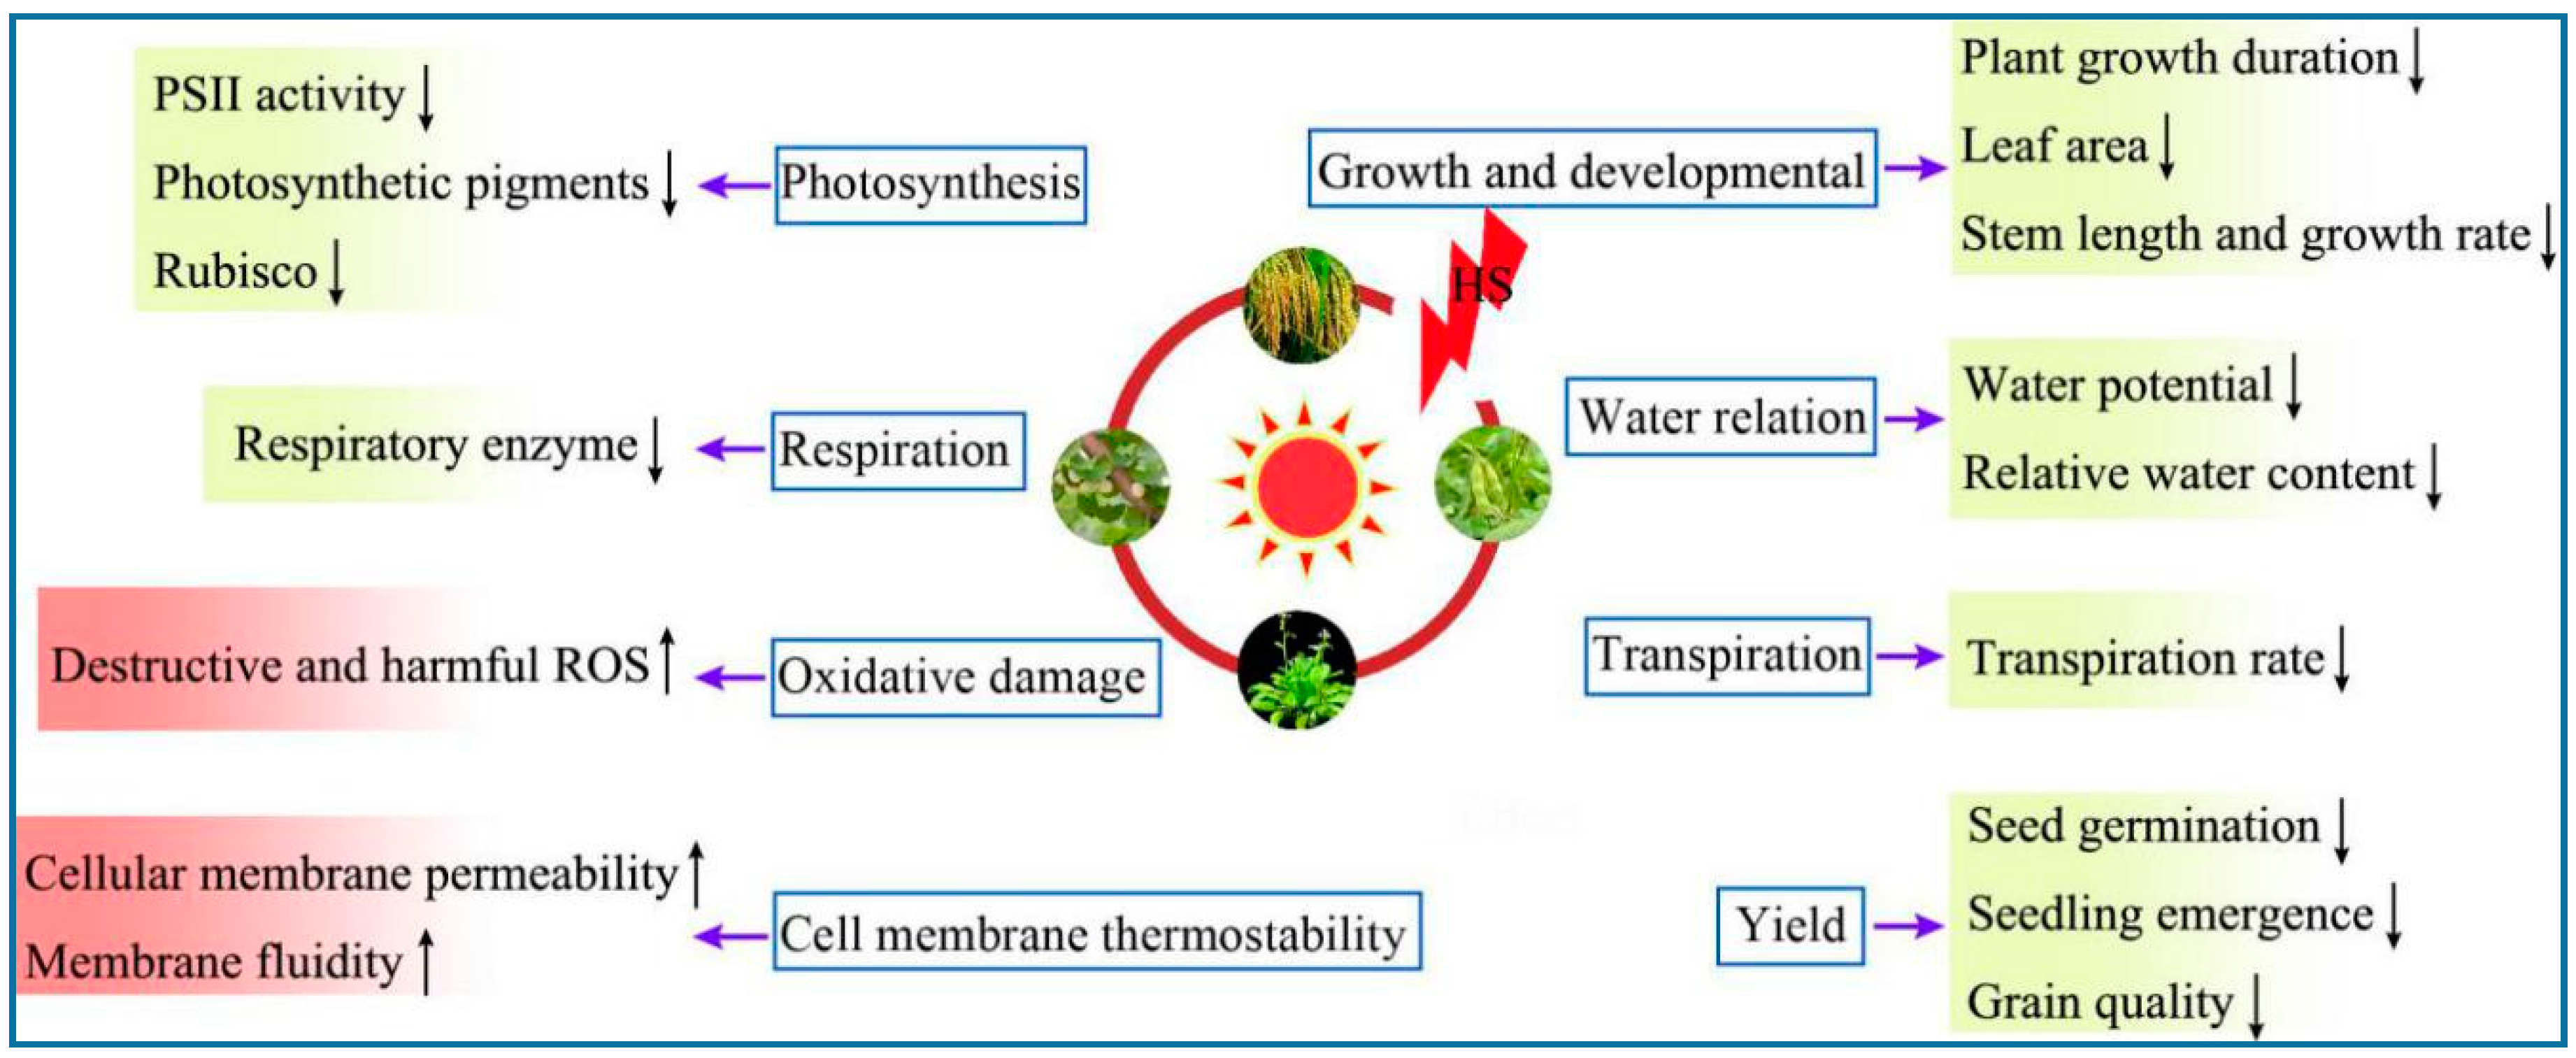 PSII activity ↓
Photosynthetic pigments ↓
Rubisco ↓
Photosynthesis
Respiratory enzyme ↓
Respiration
Destructive and harmful ROS ↑
Oxidative damage
Cellular membrane permeability ↑
Membrane fluidity ↑
Cell membrane thermostability
HS
Growth and developmental
Plant growth duration ↓
Leaf area ↓
Stem length and growth rate ↓
Water relation
Water potential ↓
Relative water content ↓
Transpiration
Transpiration rate ↓
Yield
Seed germination ↓
Seedling emergence ↓
Grain quality ↓